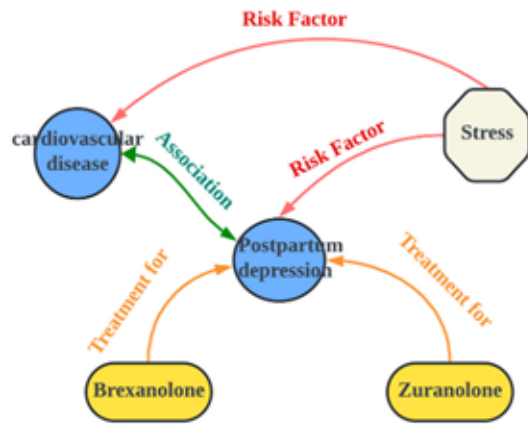 Risk Factor
cardiovascular
disease
Association
Risk Factor
Stress
Postpartum
depression
Treatment for
Treatment for
Brexanolone
Zuranolone